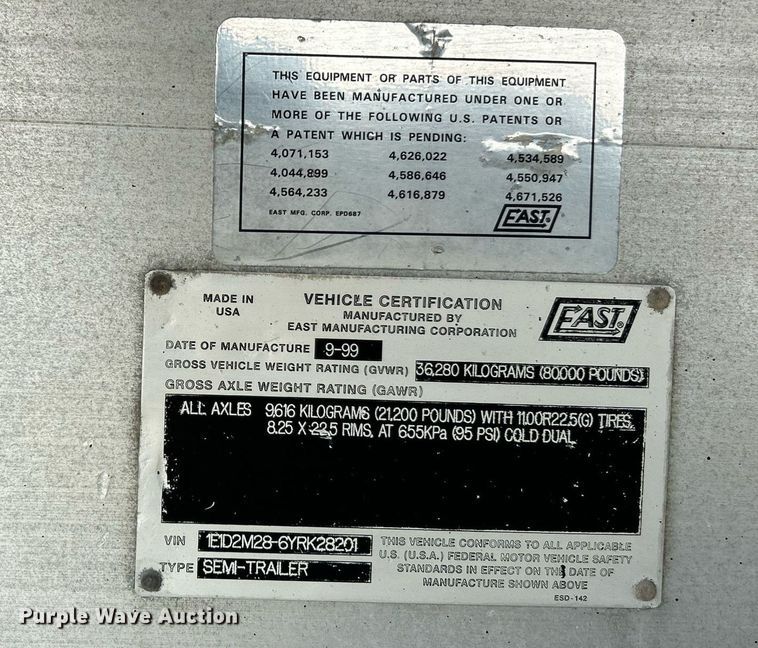 THIS EQUIPMENT OR PARTS OF THIS EQUIPMENT
HAVE BEEN MANUFACTURED UNDER ONE OR
MORE OF THE FOLLOWING U.S. PATENTS OR
A PATENT WHICH IS PENDING:
4,071,153 4,626,022 4,534,589
4,044,899 4,586,646 4,550,947
4,564,233 4,616,879 4,671,526
EAST MFG. CORP. EPD687 EAST®
MADE IN USA
VEHICLE CERTIFICATION
MANUFACTURED BY
EAST MANUFACTURING CORPORATION
EAST®
DATE OF MANUFACTURE 9-99
GROSS VEHICLE WEIGHT RATING (GVWR) 36,280 KILOGRAMS (80,000 POUNDS)
GROSS AXLE WEIGHT RATING (GAWR)
ALL AXLES 9,616 KILOGRAMS (21,200 POUNDS) WITH 11.00R22.5(G) TIRES,
8.25 X 22.5 RIMS, AT 655KPa (95 PSI) COLD DUAL
VIN 1E1D2M28-6YRK28201
TYPE SEMI-TRAILER
THIS VEHICLE CONFORMS TO ALL APPLICABLE
U.S. (U.S.A.) FEDERAL MOTOR VEHICLE SAFETY
STANDARDS IN EFFECT ON THE DATE OF
MANUFACTURE SHOWN ABOVE
ESD-142
Purple Wave Auction